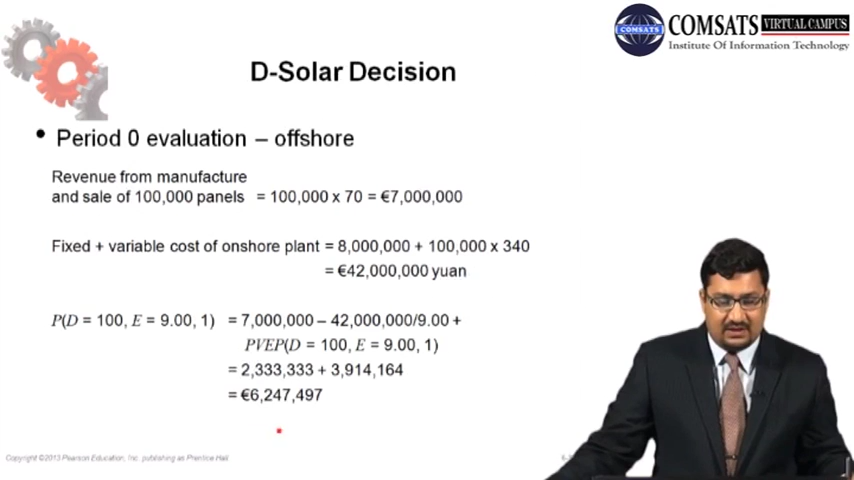 COMSATS
COMSATS VIRTUAL CAMPUS
Institute Of Information Technology
D-Solar Decision
• Period 0 evaluation – offshore
Revenue from manufacture
and sale of 100,000 panels = 100,000 x 70 = €7,000,000
Fixed + variable cost of onshore plant = 8,000,000 + 100,000 x 340
= €42,000,000 yuan
P(D = 100, E = 9.00, 1) = 7,000,000 – 42,000,000/9.00 +
PVEP(D = 100, E = 9.00, 1)
= 2,333,333 + 3,914,164
= €6,247,497
Copyright ©2013 Pearson Education, Inc. publishing as Prentice Hall